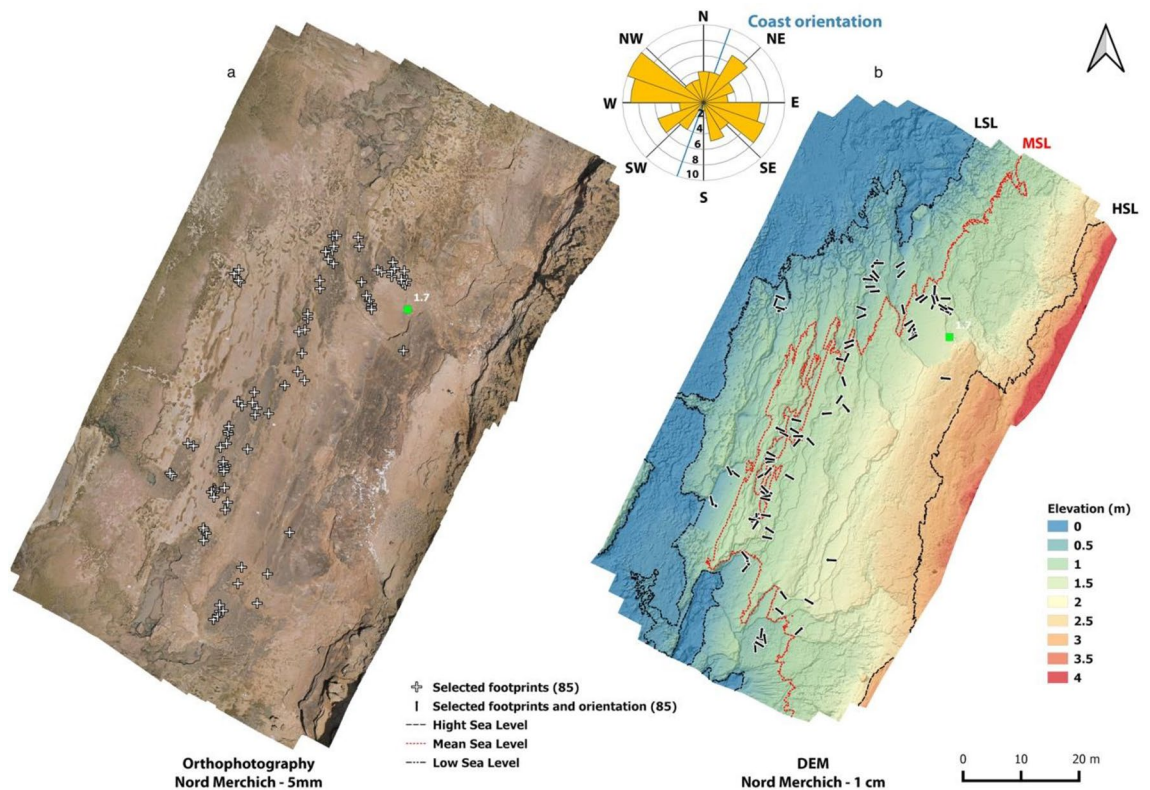 Coast orientation
N
NW
NE
a
b
W
E
2
4
6
8
10
SW
SE
S
LSL
MSL
HSL
1.7
1.7
Elevation (m)
0
0.5
1
1.5
2
2.5
3
3.5
4
Selected footprints (85)
Selected footprints and orientation (85)
Hight Sea Level
Mean Sea Level
Low Sea Level
Orthophotography
Nord Merchich - 5mm
DEM
Nord Merchich - 1 cm
0 10 20 m